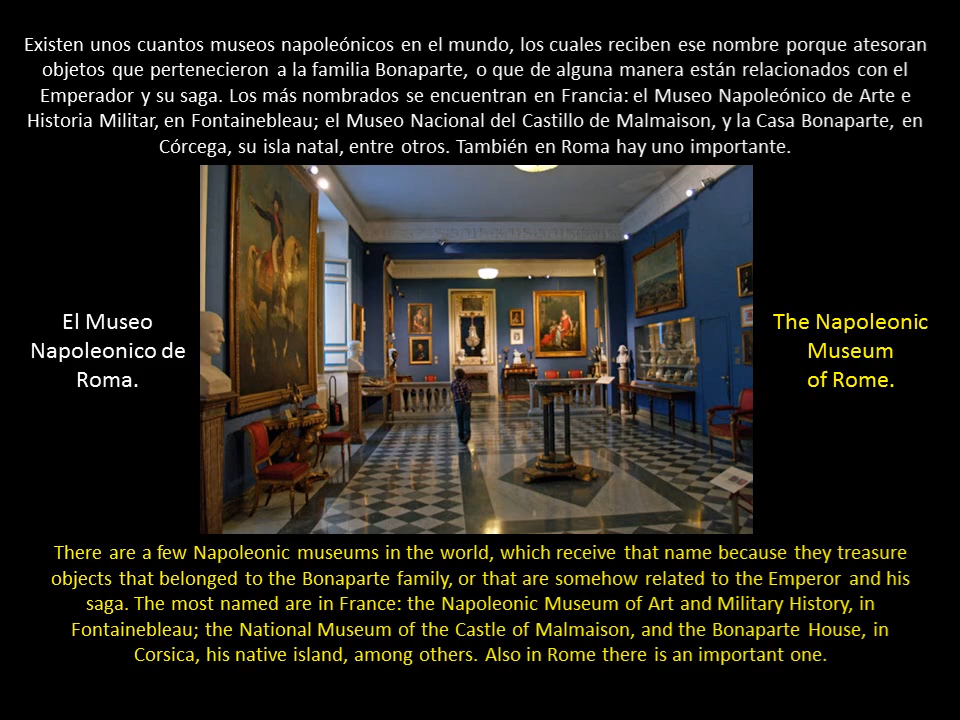 Existen unos cuantos museos napoleónicos en el mundo, los cuales reciben ese nombre porque atesoran
objetos que pertenecieron a la familia Bonaparte, o que de alguna manera están relacionados con el
Emperador y su saga. Los más nombrados se encuentran en Francia: el Museo Napoleónico de Arte e
Historia Militar, en Fontainebleau; el Museo Nacional del Castillo de Malmaison, y la Casa Bonaparte, en
Córcega, su isla natal, entre otros. También en Roma hay uno importante.
El Museo
Napoleonico de
Roma.
The Napoleonic
Museum
of Rome.
There are a few Napoleonic museums in the world, which receive that name because they treasure
objects that belonged to the Bonaparte family, or that are somehow related to the Emperor and his
saga. The most named are in France: the Napoleonic Museum of Art and Military History, in
Fontainebleau; the National Museum of the Castle of Malmaison, and the Bonaparte House, in
Corsica, his native island, among others. Also in Rome there is an important one.